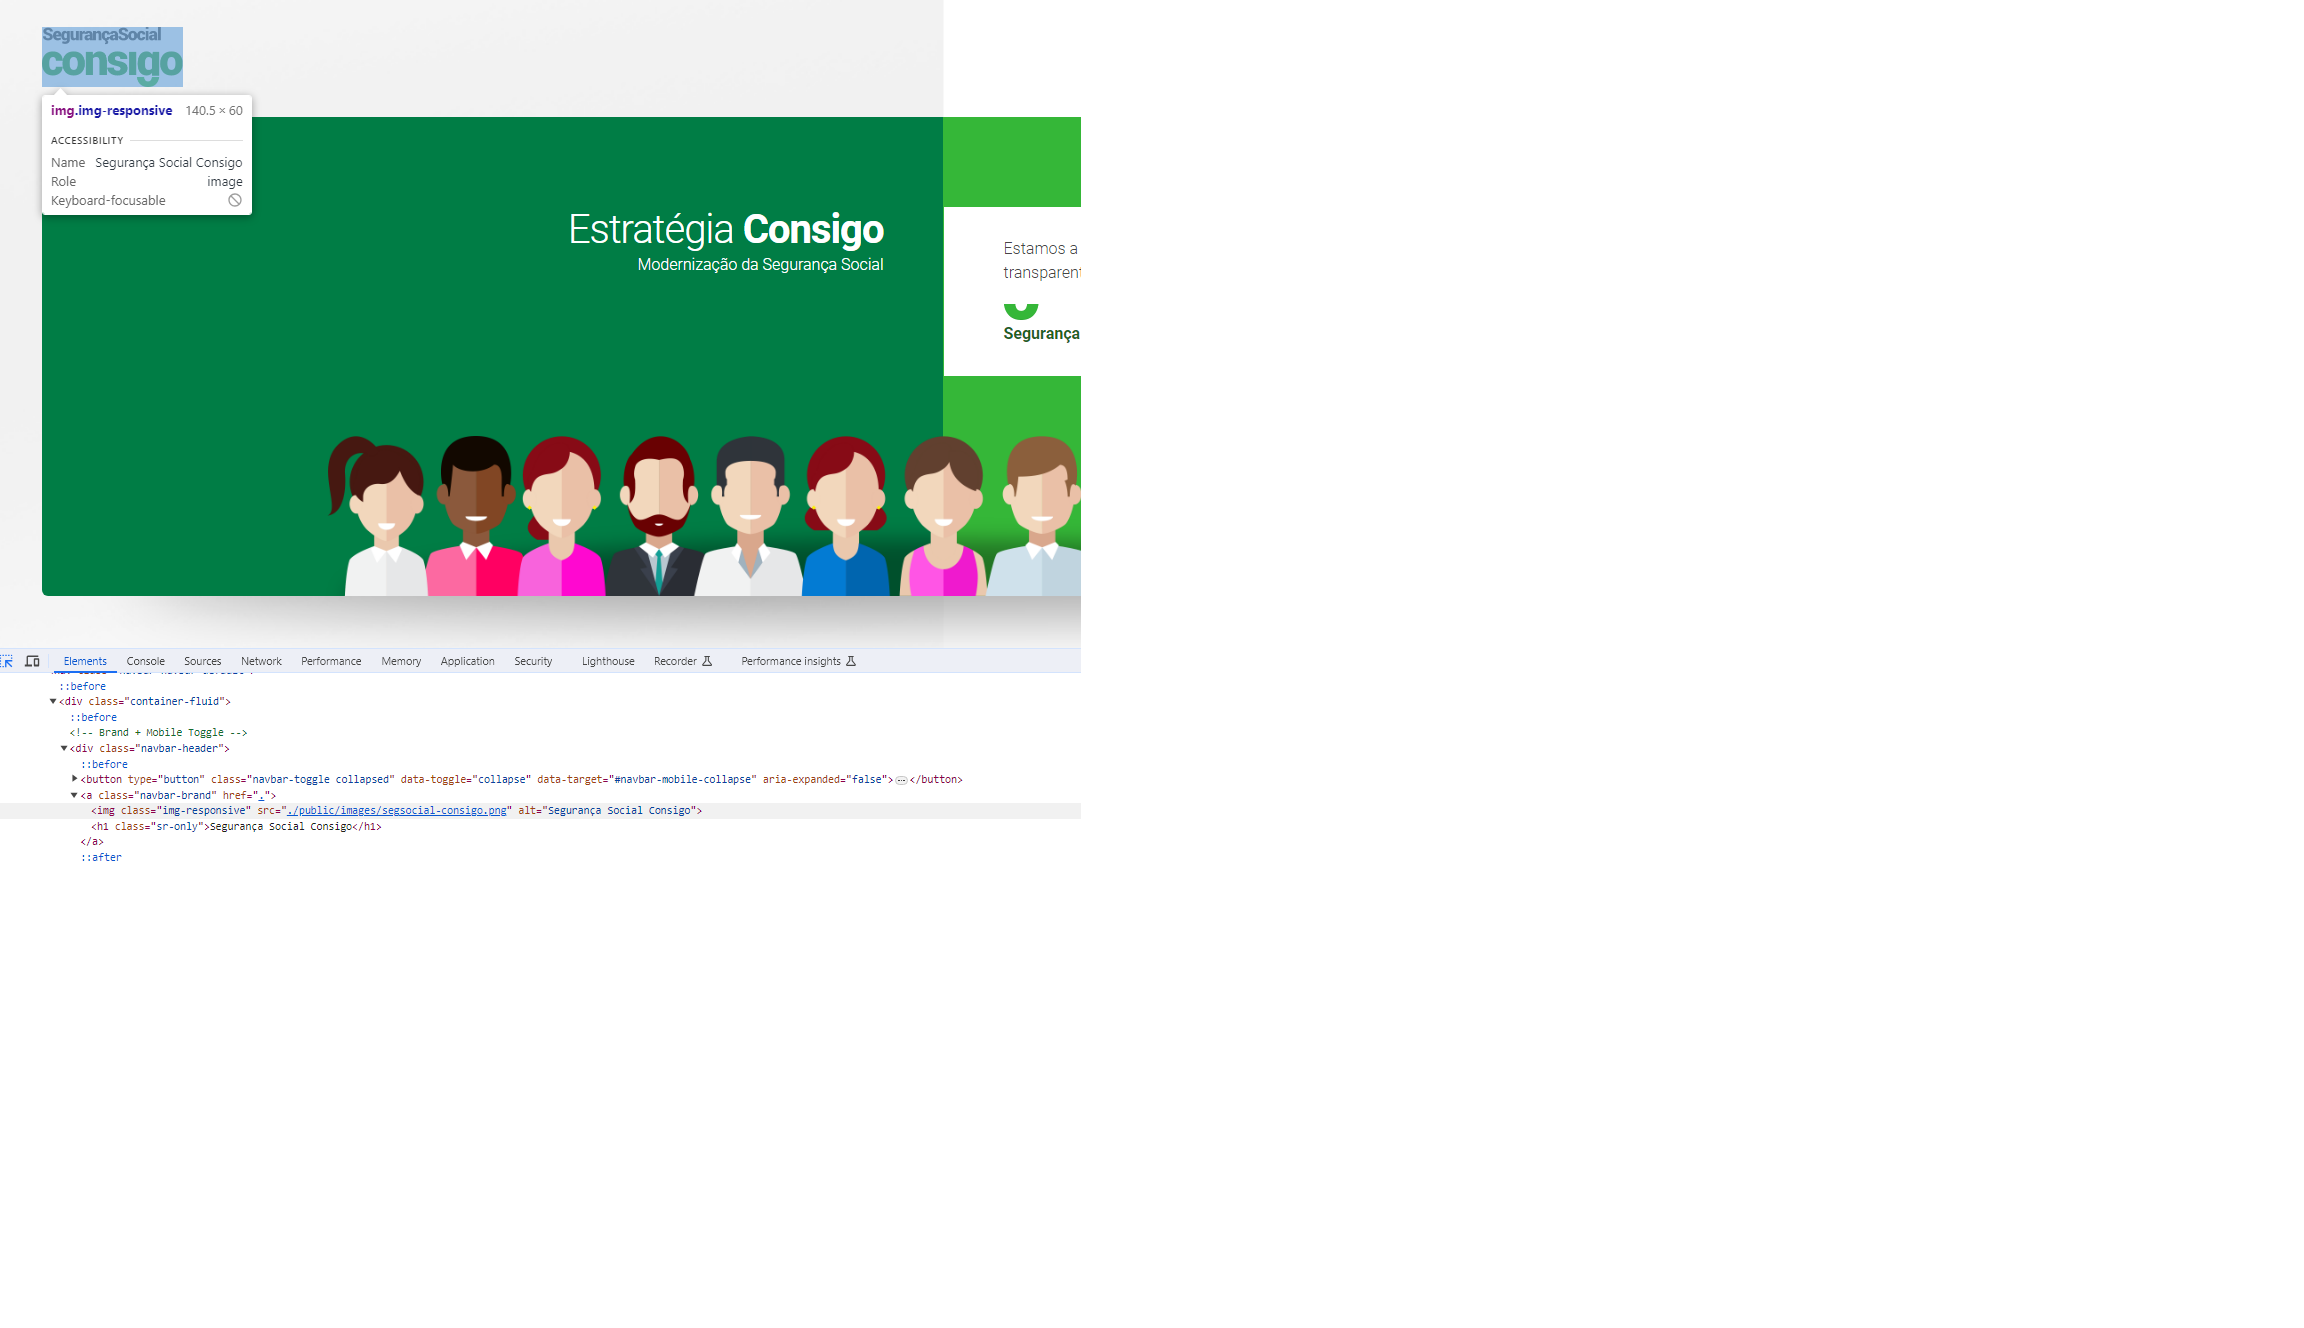 SegurançaSocial
consigo
img.img-responsive 140.5 × 60
ACCESSIBILITY
Name Segurança Social Consigo
Role image
Keyboard-focusable
Estratégia Consigo
Modernização da Segurança Social
Estamos a
transparent
Segurança
Elements Console Sources Network Performance Memory Application Security Lighthouse Recorder Performance insights
::before
<div class="container-fluid">
::before
<!-- Brand + Mobile Toggle -->
<div class="navbar-header">
::before
<button type="button" class="navbar-toggle collapsed" data-toggle="collapse" data-target="#navbar-mobile-collapse" aria-expanded="false">…</button>
<a class="navbar-brand" href=".">
<img class="img-responsive" src="./public/images/segsocial-consigo.png" alt="Segurança Social Consigo">
<h1 class="sr-only">Segurança Social Consigo</h1>
</a>
::after